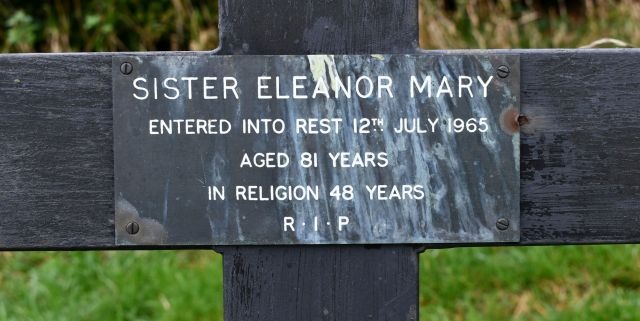 SISTER ELEANOR MARY
ENTERED INTO REST 12TH JULY 1965
AGED 81 YEARS
IN RELIGION 48 YEARS
R·I·P